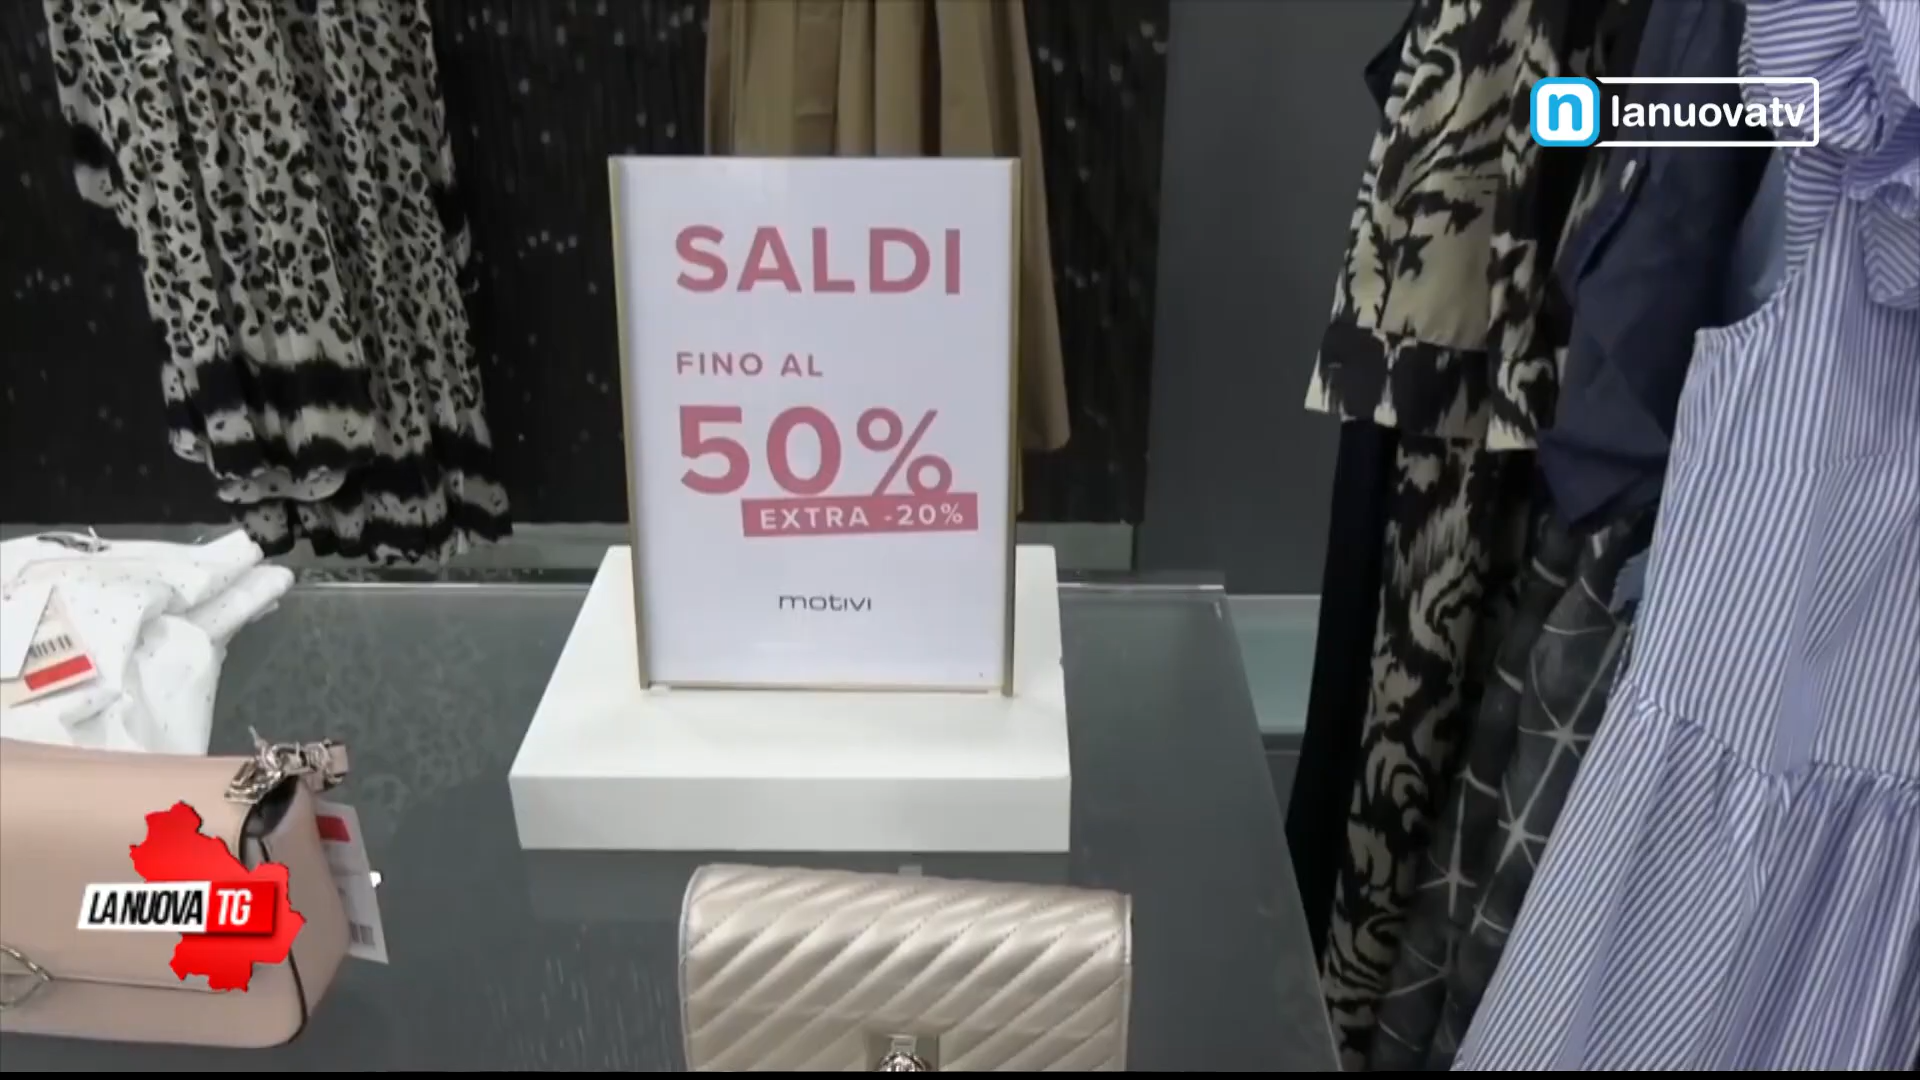 lanuovatv
SALDI
FINO AL
50%
EXTRA -20%
motivi
LA NUOVA TG